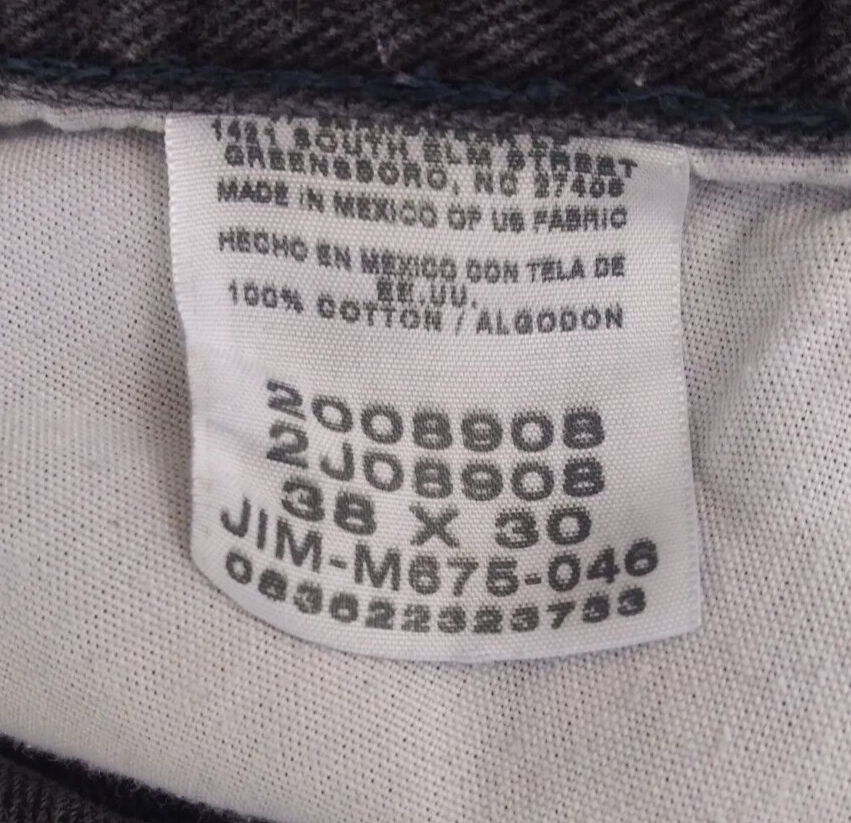 1421 SOUTH ELM STREET
GREENSBORO, NC 27406
MADE IN MEXICO OF US FABRIC
HECHO EN MEXICO CON TELA DE
EE.UU.
100% COTTON / ALGODON
2008908
2J08908
38 X 30
JIM-M675-046
083622323733